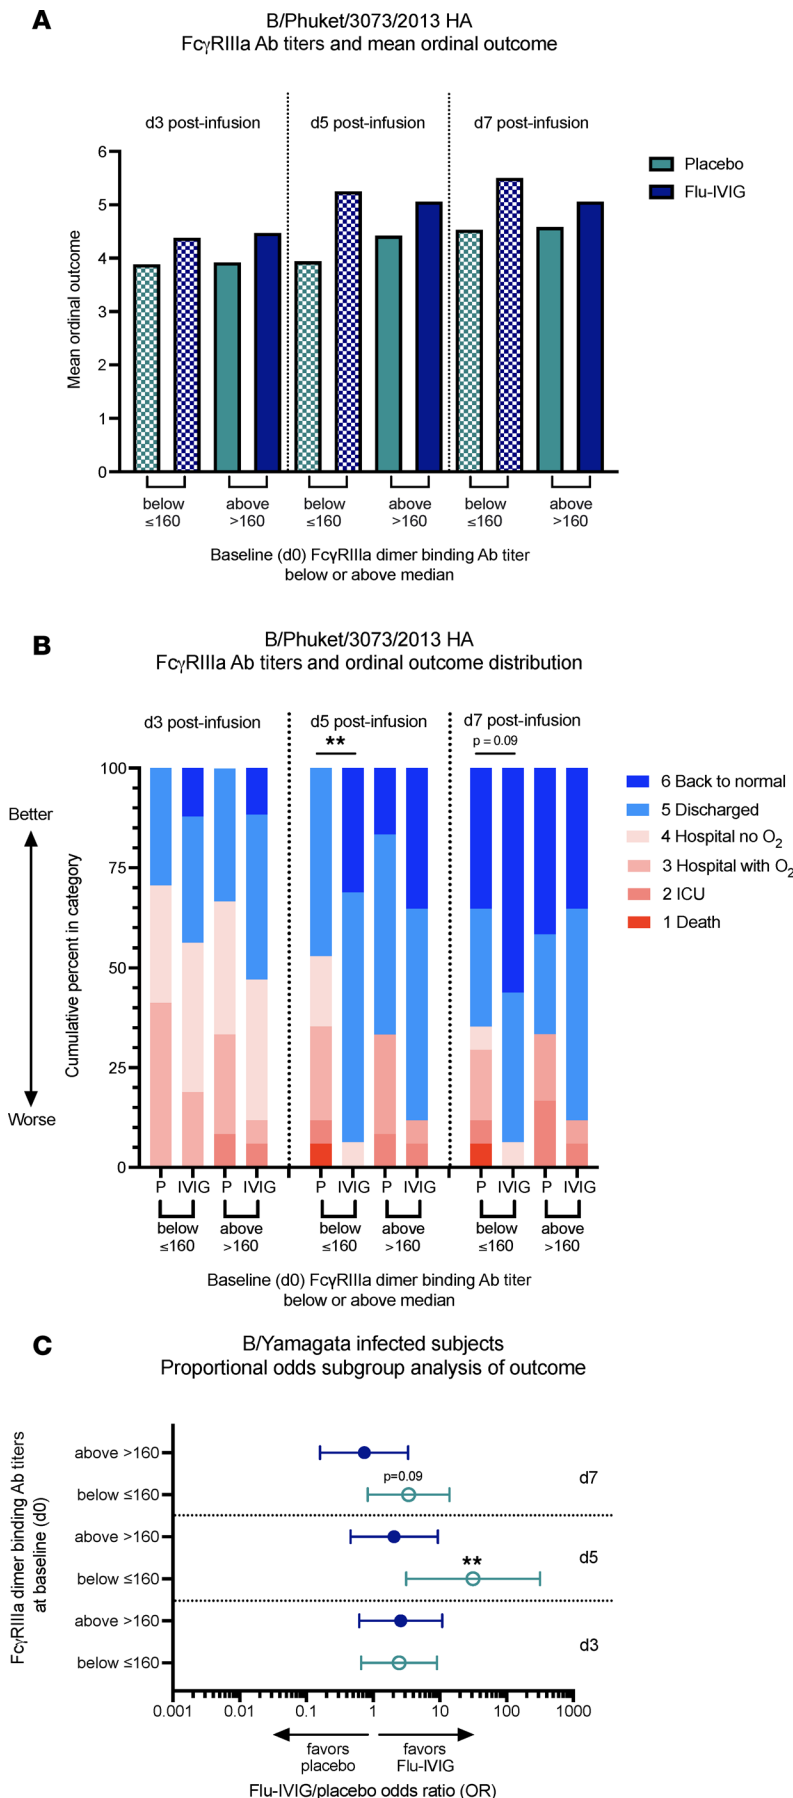 A
B/Phuket/3073/2013 HA
FcγRIIIa Ab titers and mean ordinal outcome
d3 post-infusion
d5 post-infusion
d7 post-infusion
Placebo
Flu-IVIG
Mean ordinal outcome
6
5
4
3
2
1
0
below
≤160
above
>160
below
≤160
above
>160
below
≤160
above
>160
Baseline (d0) FcγRIIIa dimer binding Ab titer
below or above median
B
B/Phuket/3073/2013 HA
FcγRIIIa Ab titers and ordinal outcome distribution
d3 post-infusion
d5 post-infusion
d7 post-infusion
**
p = 0.09
Better
Worse
Cumulative percent in category
100
75
50
25
0
6 Back to normal
5 Discharged
4 Hospital no O2
3 Hospital with O2
2 ICU
1 Death
P IVIG P IVIG
P IVIG P IVIG
P IVIG P IVIG
below
≤160
above
>160
below
≤160
above
>160
below
≤160
above
>160
Baseline (d0) FcγRIIIa dimer binding Ab titer
below or above median
C
B/Yamagata infected subjects
Proportional odds subgroup analysis of outcome
FcγRIIIa dimer binding Ab titers
at baseline (d0)
above >160
p=0.09
below ≤160
d7
above >160
**
below ≤160
d5
above >160
below ≤160
d3
0.001 0.01 0.1 1 10 100 1000
favors
placebo
favors
Flu-IVIG
Flu-IVIG/placebo odds ratio (OR)